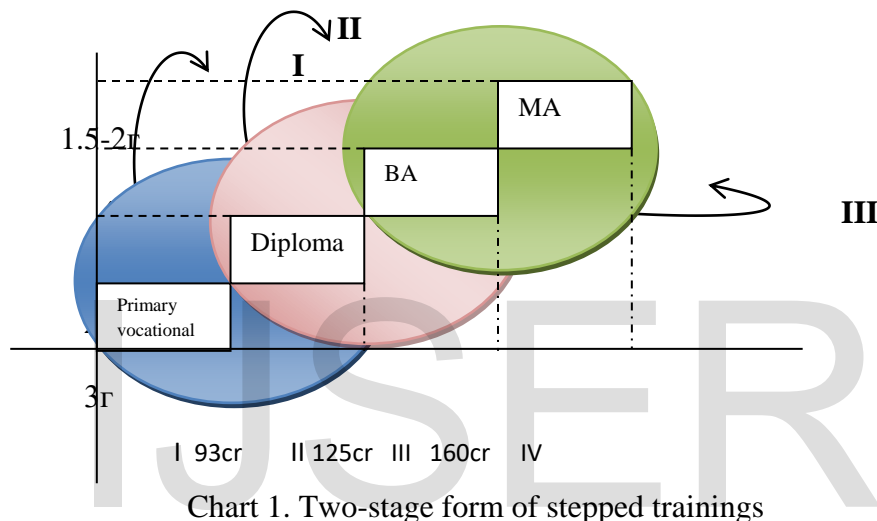 II
I
MA
1.5-2г
BA
III
Diploma
Primary
vocational
3г
I 93cr II 125cr III 160cr IV
Chart 1. Two-stage form of stepped trainings
IJSER